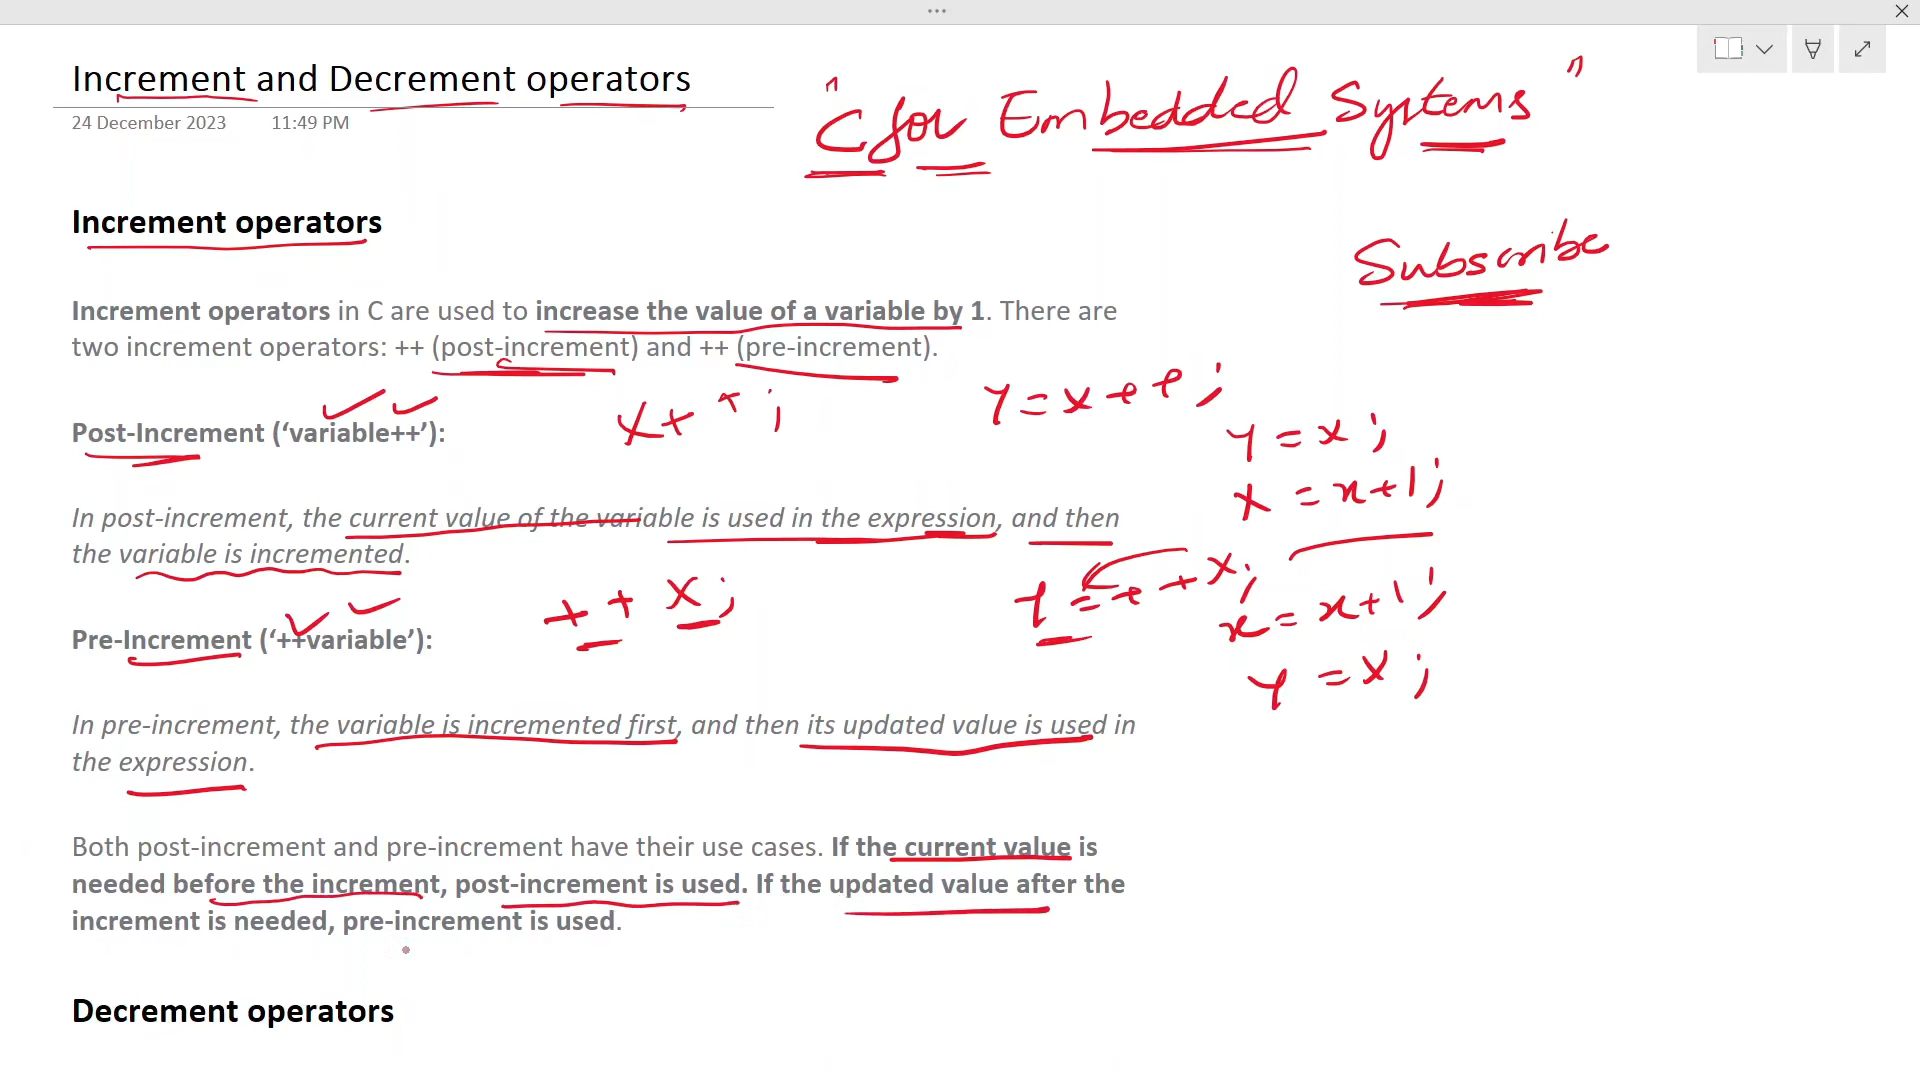 Increment and Decrement operators
24 December 2023 11:49 PM
"C for Embedded Systems"
Subscribe
Increment operators
Increment operators in C are used to increase the value of a variable by 1. There are
two increment operators: ++ (post-increment) and ++ (pre-increment).
x++; y=x++;
y=x;
Post-Increment (‘variable++’):
x=x+1;
In post-increment, the current value of the variable is used in the expression, and then
the variable is incremented.
++x; y=++x;
x=x+1;
Pre-Increment (‘++variable’):
y=x;
In pre-increment, the variable is incremented first, and then its updated value is used in
the expression.
Both post-increment and pre-increment have their use cases. If the current value is
needed before the increment, post-increment is used. If the updated value after the
increment is needed, pre-increment is used.
Decrement operators